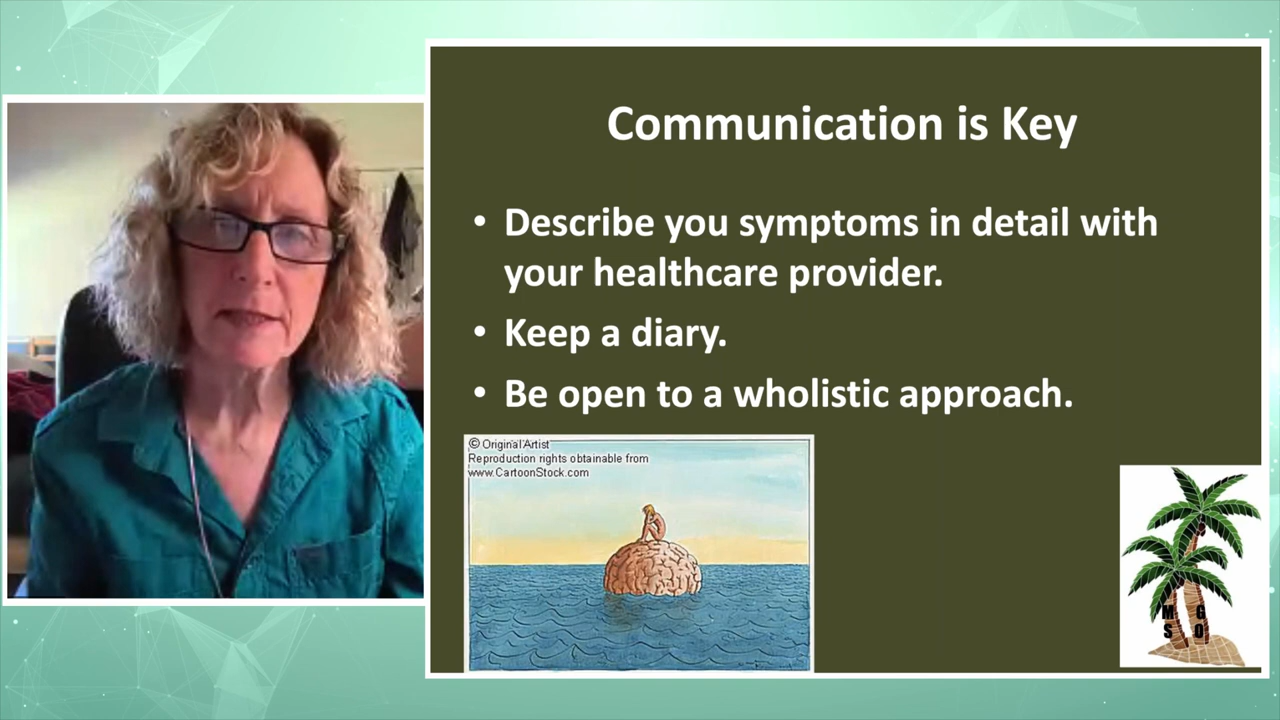 Communication is Key
• Describe you symptoms in detail with
your healthcare provider.
• Keep a diary.
• Be open to a wholistic approach.
© Original Artist
Reproduction rights obtainable from
www.CartoonStock.com
M G
S O